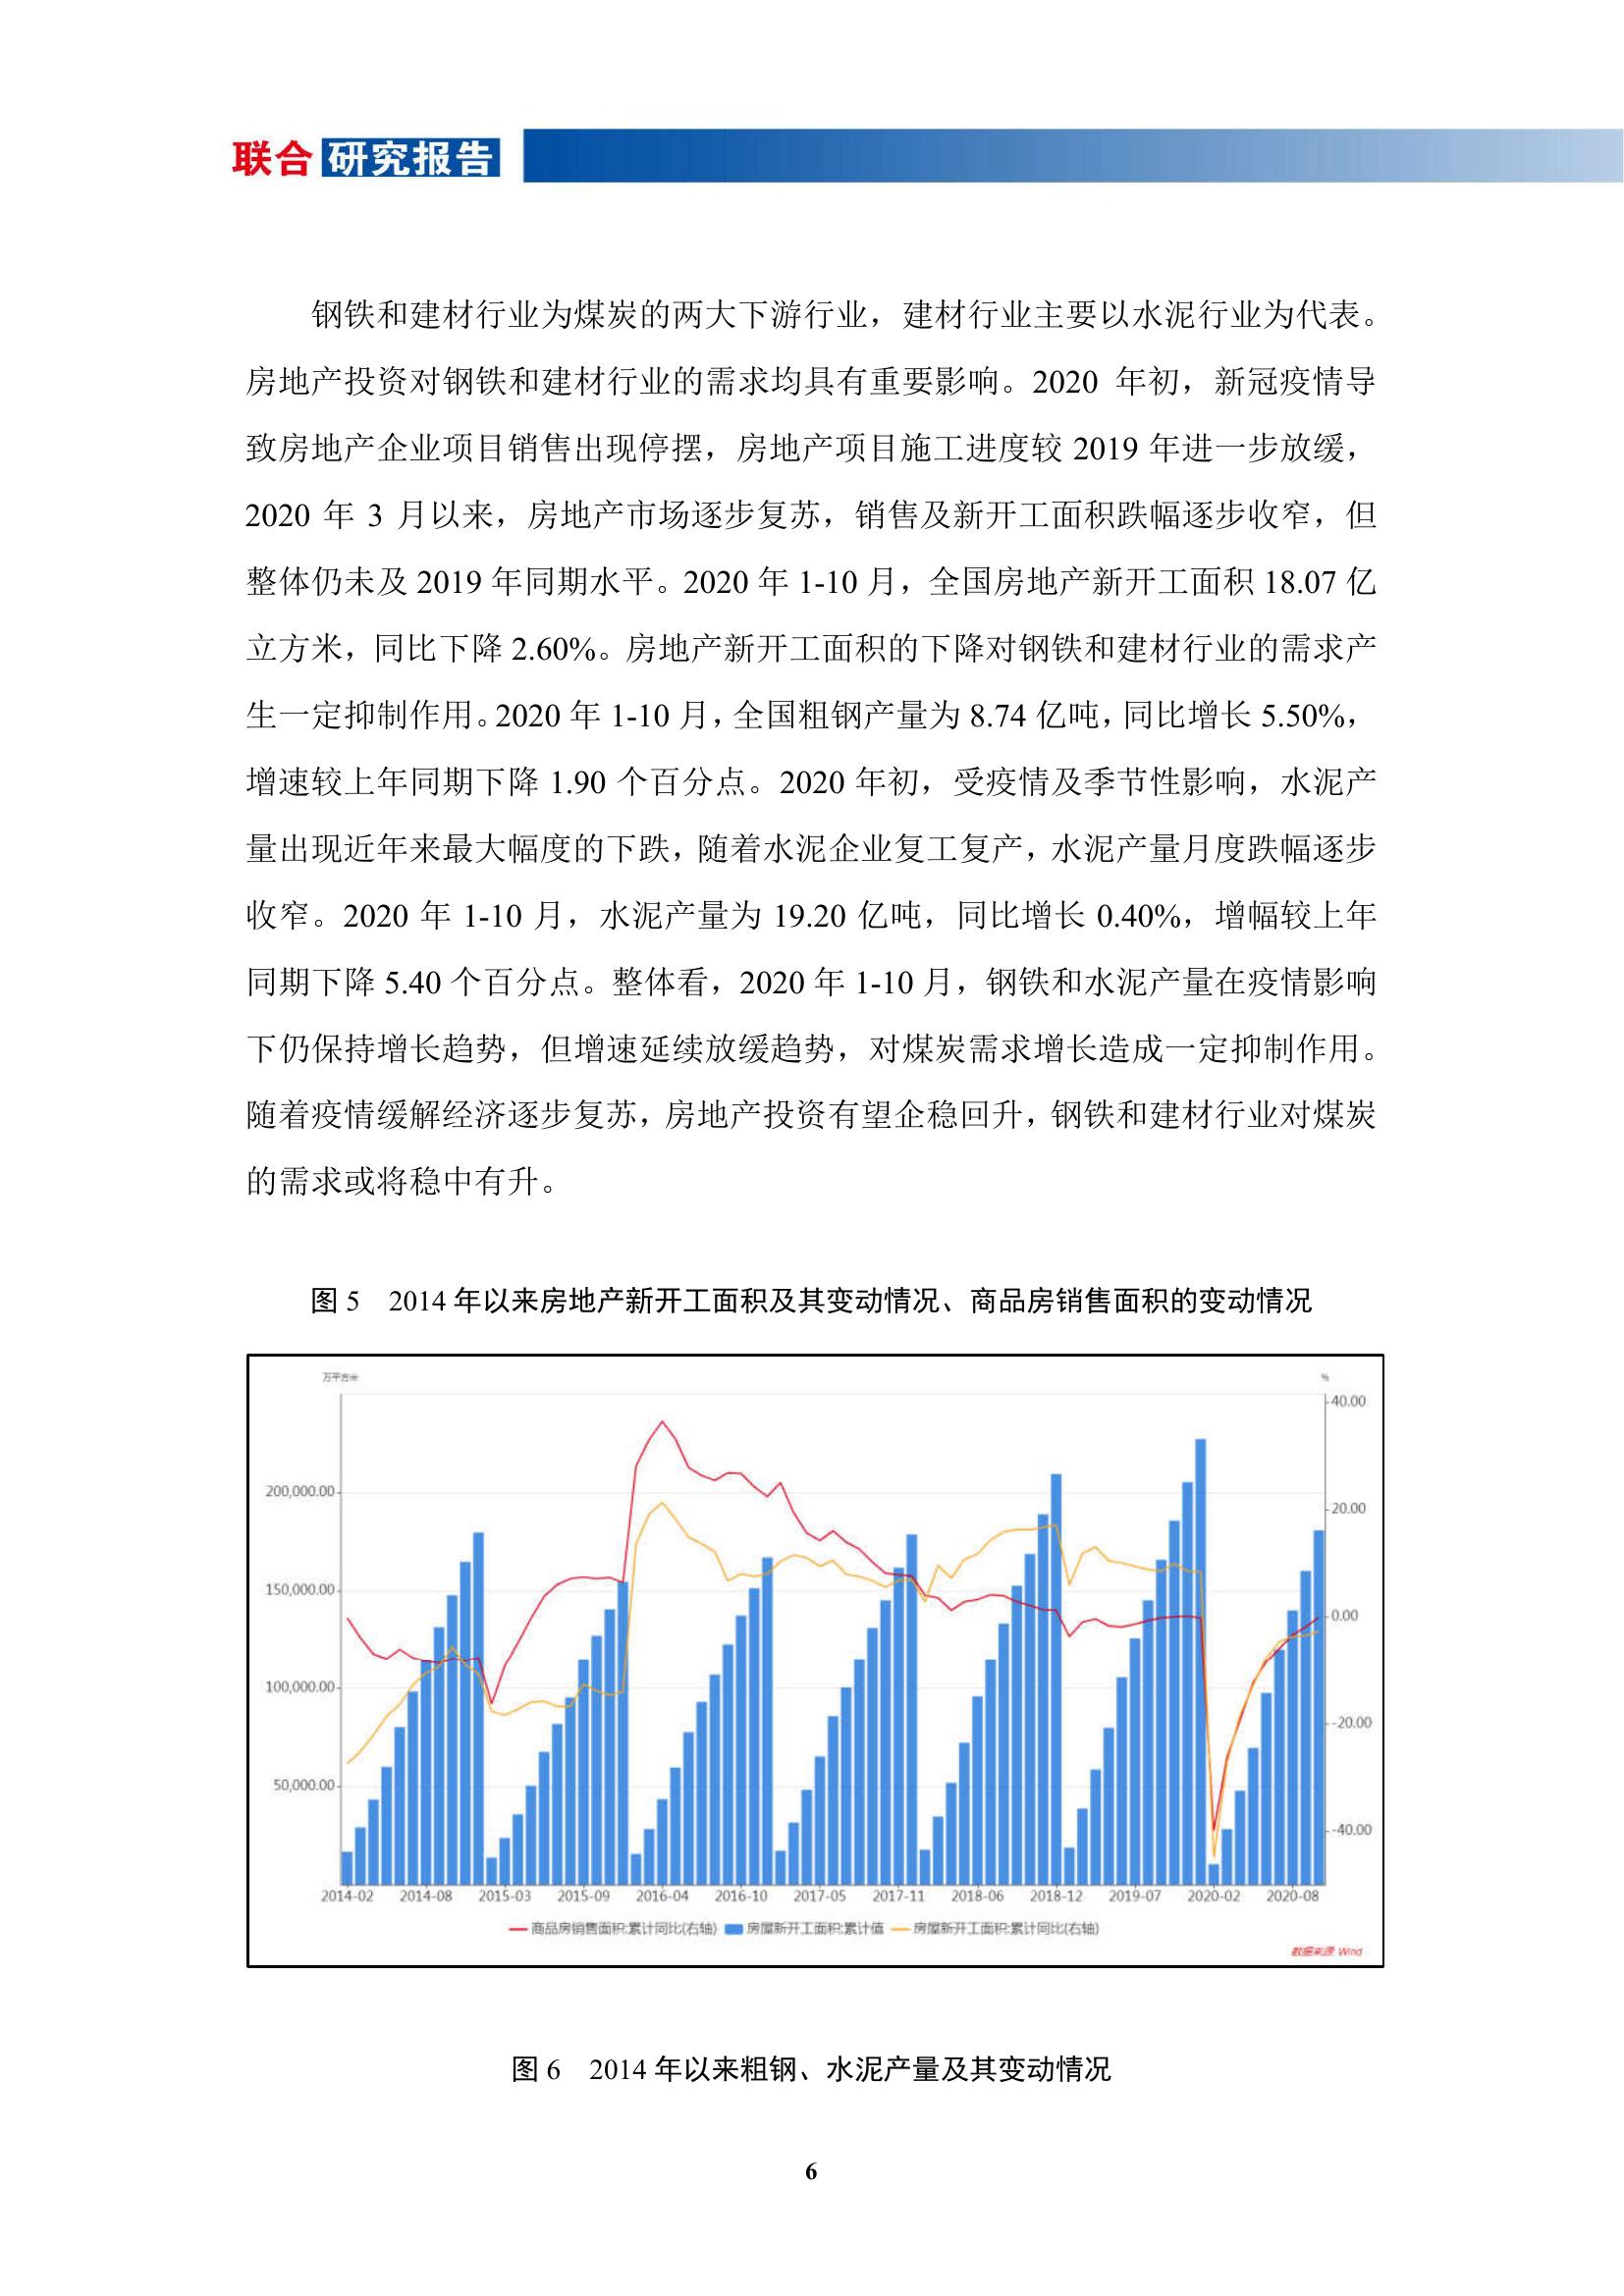 联合 研究报告
钢铁和建材行业为煤炭的两大下游行业，建材行业主要以水泥行业为代表。
房地产投资对钢铁和建材行业的需求均具有重要影响。2020 年初，新冠疫情导
致房地产企业项目销售出现停摆，房地产项目施工进度较 2019 年进一步放缓，
2020 年 3 月以来，房地产市场逐步复苏，销售及新开工面积跌幅逐步收窄，但
整体仍未及 2019 年同期水平。2020 年 1-10 月，全国房地产新开工面积 18.07 亿
立方米，同比下降 2.60%。房地产新开工面积的下降对钢铁和建材行业的需求产
生一定抑制作用。2020 年 1-10 月，全国粗钢产量为 8.74 亿吨，同比增长 5.50%，
增速较上年同期下降 1.90 个百分点。2020 年初，受疫情及季节性影响，水泥产
量出现近年来最大幅度的下跌，随着水泥企业复工复产，水泥产量月度跌幅逐步
收窄。2020 年 1-10 月，水泥产量为 19.20 亿吨，同比增长 0.40%，增幅较上年
同期下降 5.40 个百分点。整体看，2020 年 1-10 月，钢铁和水泥产量在疫情影响
下仍保持增长趋势，但增速延续放缓趋势，对煤炭需求增长造成一定抑制作用。
随着疫情缓解经济逐步复苏，房地产投资有望企稳回升，钢铁和建材行业对煤炭
的需求或将稳中有升。
图 5 2014 年以来房地产新开工面积及其变动情况、商品房销售面积的变动情况
万平方米 %
40.00
200,000.00
20.00
150,000.00
0.00
100,000.00
-20.00
50,000.00
-40.00
2014-02 2014-08 2015-03 2015-09 2016-04 2016-10 2017-05 2017-11 2018-06 2018-12 2019-07 2020-02 2020-08
商品房销售面积:累计同比(右轴) 房屋新开工面积:累计值 房屋新开工面积:累计同比(右轴)
数据来源 Wind
图 6 2014 年以来粗钢、水泥产量及其变动情况
6